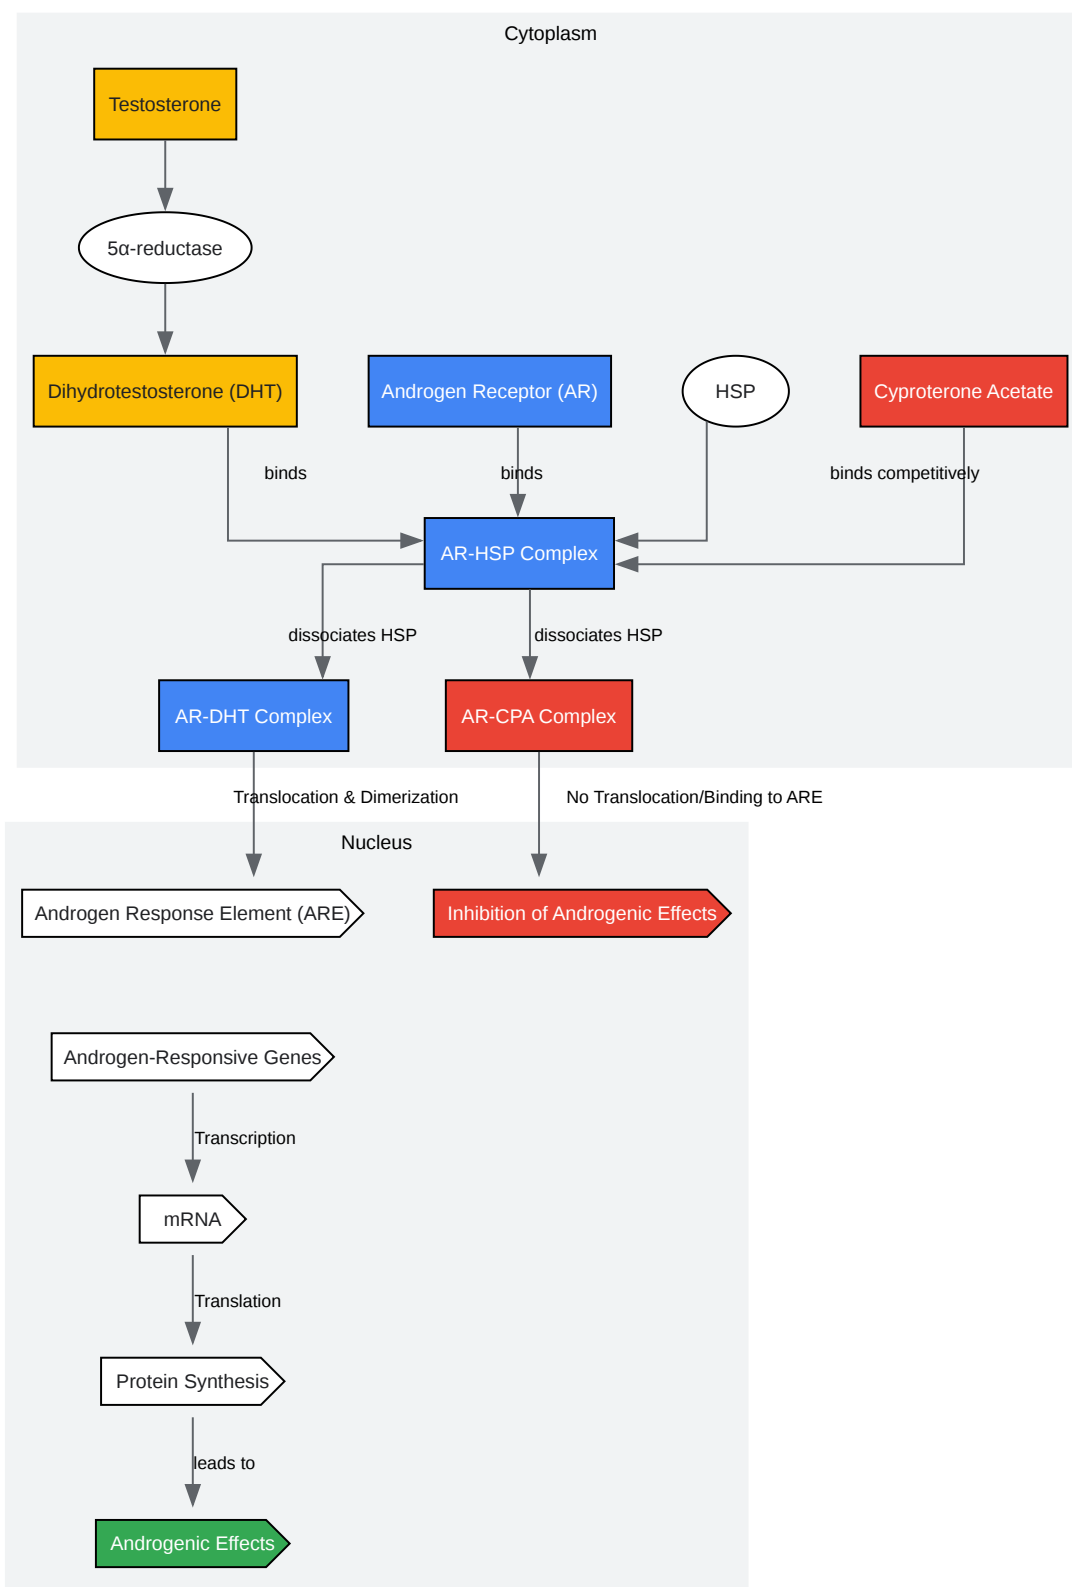 Cytoplasm
Testosterone
5α-reductase
Dihydrotestosterone (DHT)
Androgen Receptor (AR)
HSP
Cyproterone Acetate
binds
binds
binds competitively
AR-HSP Complex
dissociates HSP
dissociates HSP
AR-DHT Complex
AR-CPA Complex
Translocation & Dimerization
No Translocation/Binding to ARE
Nucleus
Androgen Response Element (ARE)
Inhibition of Androgenic Effects
Androgen-Responsive Genes
Transcription
mRNA
Translation
Protein Synthesis
leads to
Androgenic Effects